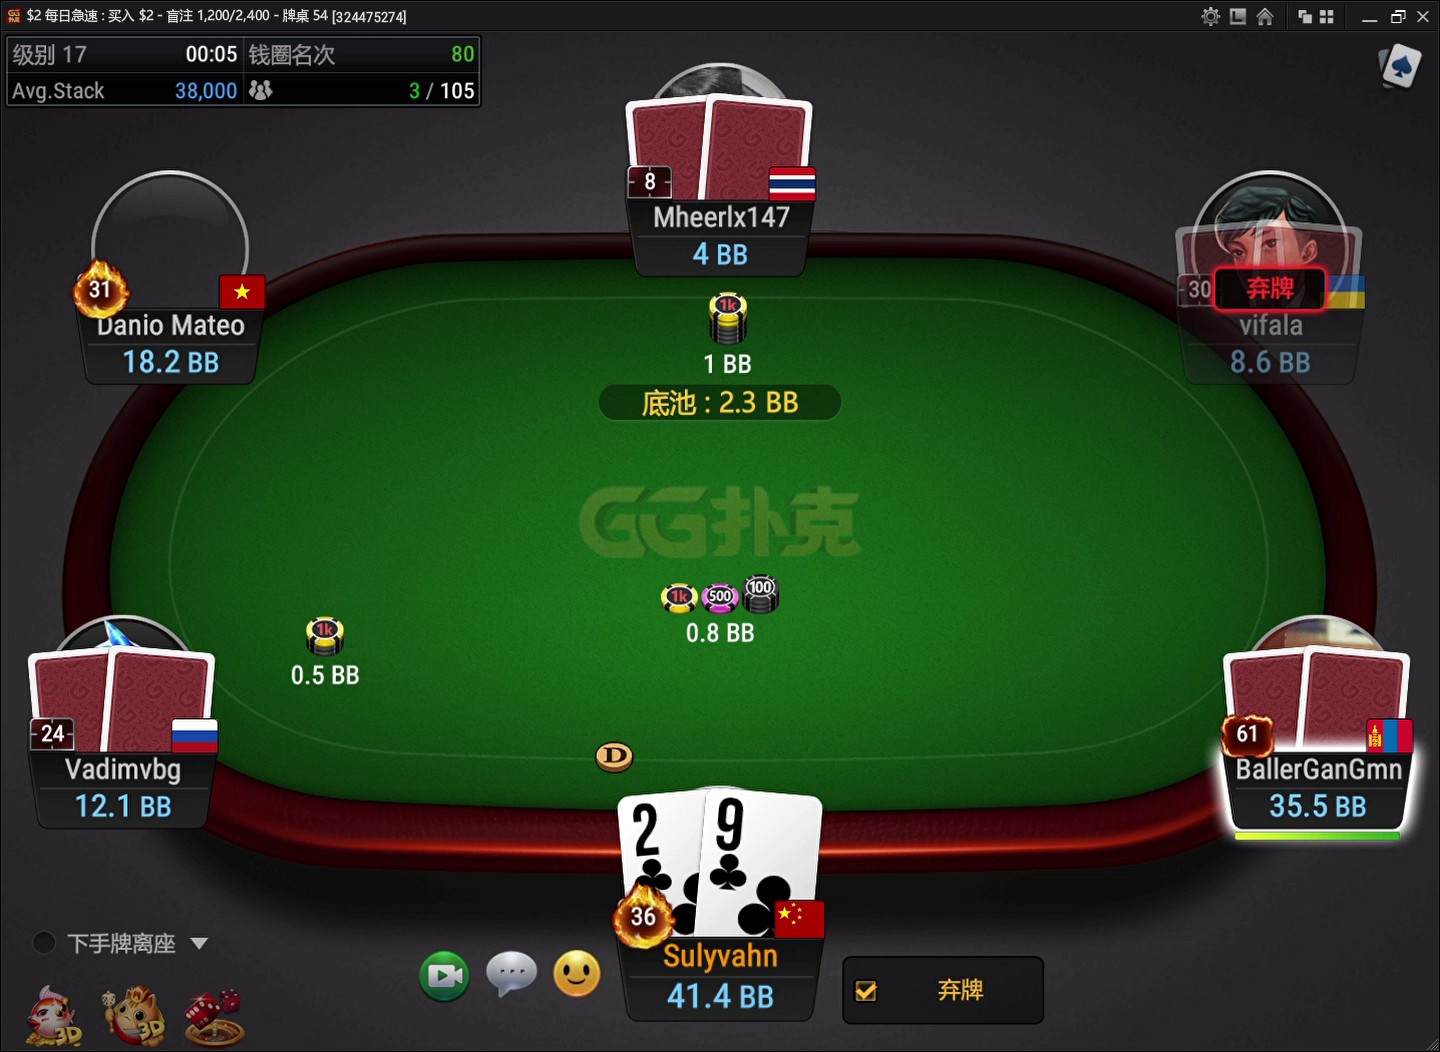 $2 每日急速 : 买入 $2 - 盲注 1,200/2,400 - 牌桌 54 [324475274]
级别 17 00:05 钱圈名次 80
Avg.Stack 38,000 3 / 105
8
Mheerlx147
4 BB
31
Danio Mateo
18.2 BB
30 弃牌
vifala
8.6 BB
1k
1 BB
底池 : 2.3 BB
GG扑克
1k 500 100
0.8 BB
1k
0.5 BB
24
Vadimvbg
12.1 BB
61
BallerGanGmn
35.5 BB
D
2 9
36
Sulyvahn
41.4 BB
下手牌离座
弃牌
3D 3D